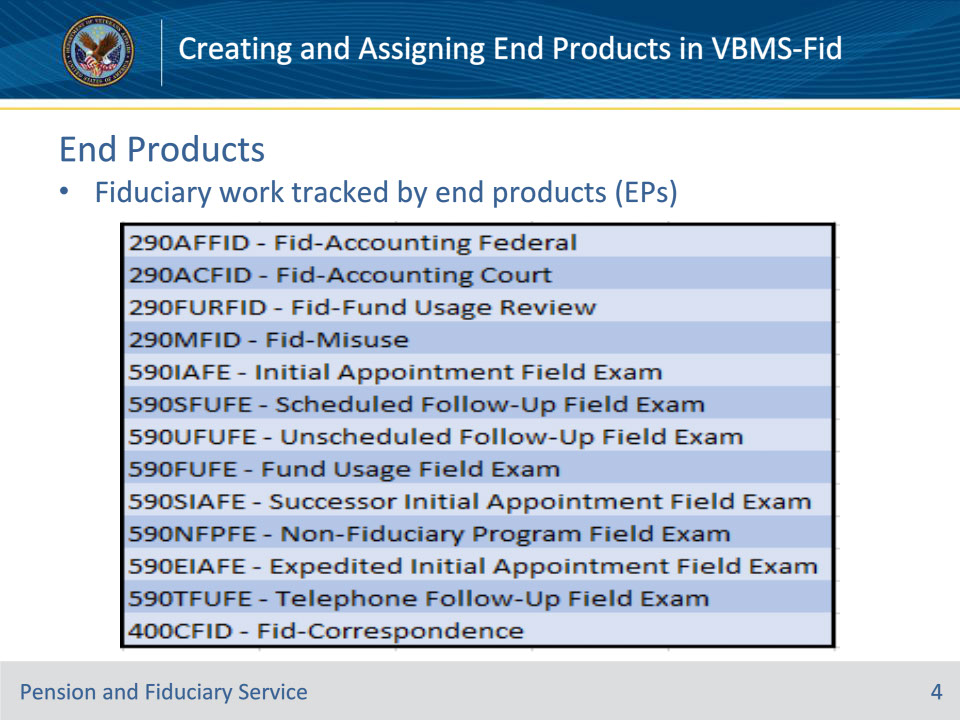 Creating and Assigning End Products in VBMS-Fid
End Products
• Fiduciary work tracked by end products (EPs)
290AFFID - Fid-Accounting Federal
290ACFID - Fid-Accounting Court
290FURFID - Fid-Fund Usage Review
290MFID - Fid-Misuse
590IAFE - Initial Appointment Field Exam
590SFUFE - Scheduled Follow-Up Field Exam
590UFUFE - Unscheduled Follow-Up Field Exam
590FUFE - Fund Usage Field Exam
590SIAFE - Successor Initial Appointment Field Exam
590NFPFE - Non-Fiduciary Program Field Exam
590EIAFE - Expedited Initial Appointment Field Exam
590TFUFE - Telephone Follow-Up Field Exam
400CFID - Fid-Correspondence
Pension and Fiduciary Service
4